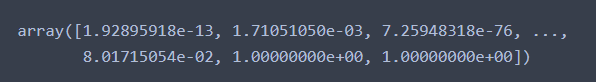 array([1.92895918e-13, 1.71051050e-03, 7.25948318e-76, ...,
8.01715054e-02, 1.00000000e+00, 1.00000000e+00])